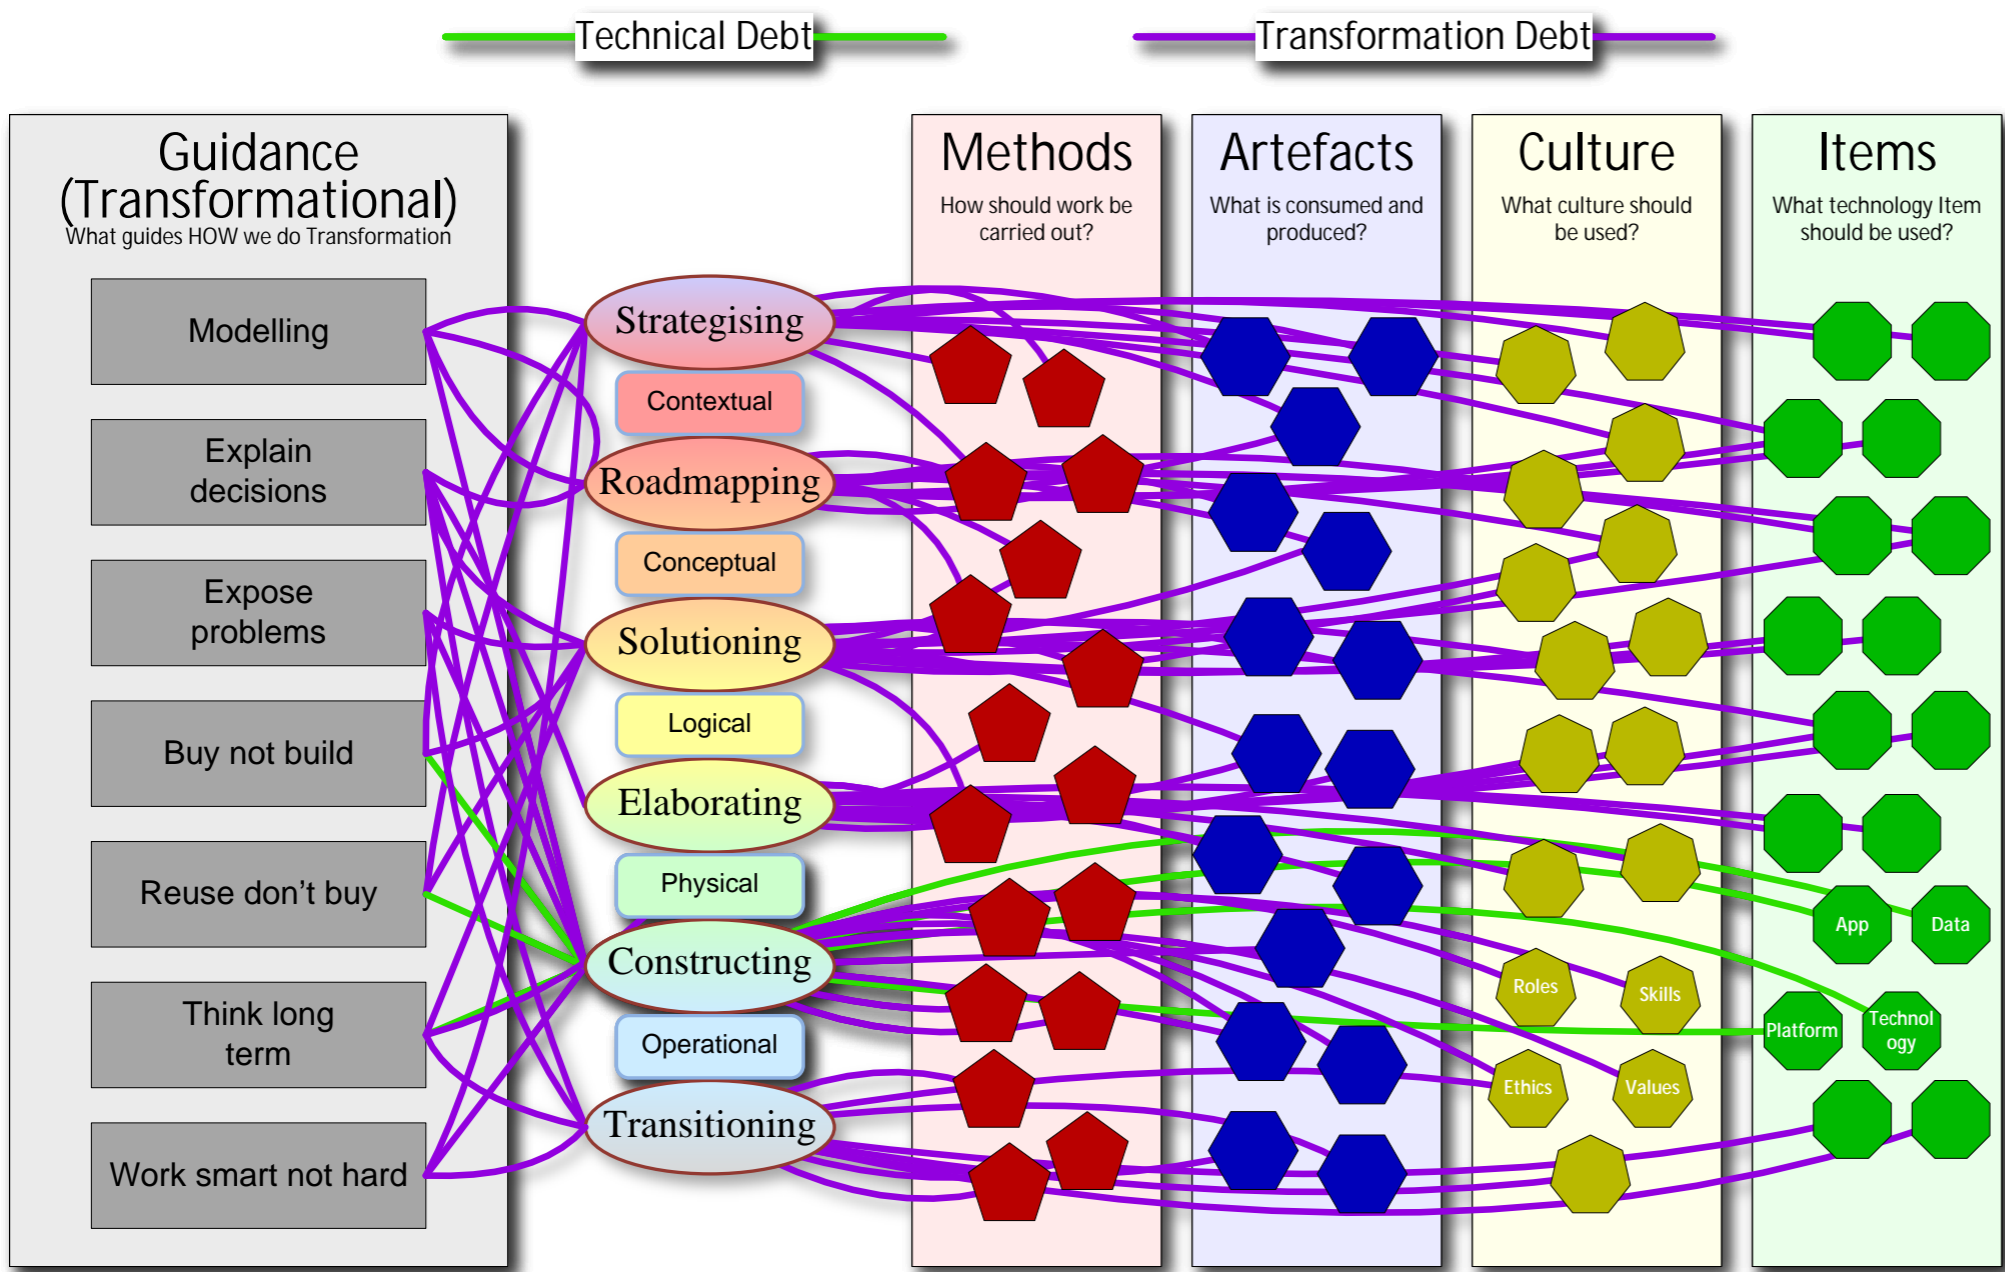 Technical Debt
Transformation Debt
Guidance
(Transformational)
What guides HOW we do Transformation
Modelling
Explain
decisions
Expose
problems
Buy not build
Reuse don't buy
Think long
term
Work smart not hard
Strategising
Contextual
Roadmapping
Conceptual
Solutioning
Logical
Elaborating
Physical
Constructing
Operational
Transitioning
Methods
How should work be
carried out?
Artefacts
What is consumed and
produced?
Culture
What culture should
be used?
Roles
Skills
Ethics
Values
Items
What technology Item
should be used?
App
Data
Platform
Technol
ogy